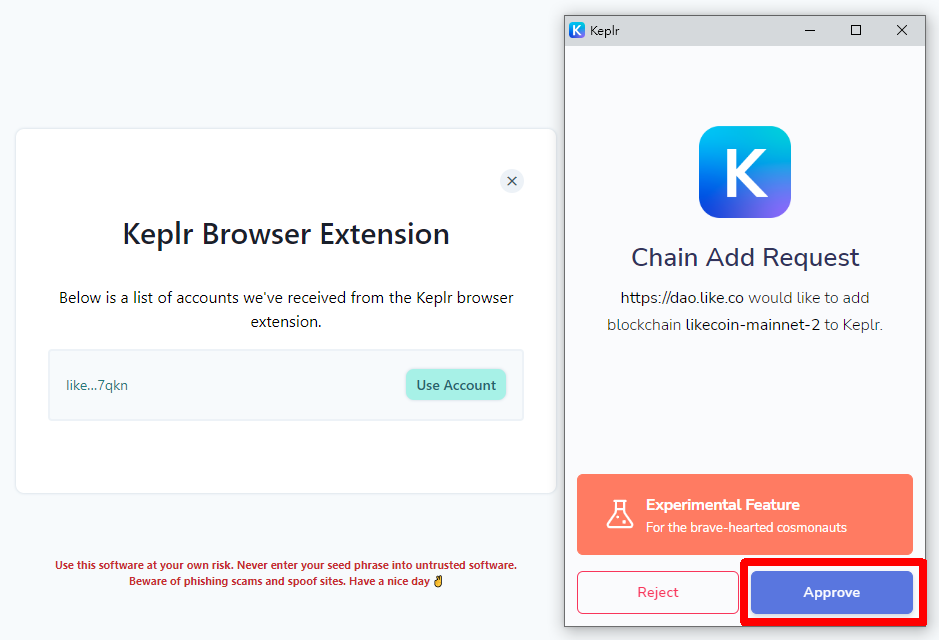 Keplr Browser Extension
Below is a list of accounts we've received from the Keplr browser
extension.
like...7qkn
Use Account
Use this software at your own risk. Never enter your seed phrase into untrusted software.
Beware of phishing scams and spoof sites. Have a nice day ✌
K Keplr
K
Chain Add Request
https://dao.like.co would like to add
blockchain likecoin-mainnet-2 to Keplr.
Experimental Feature
For the brave-hearted cosmonauts
Reject
Approve